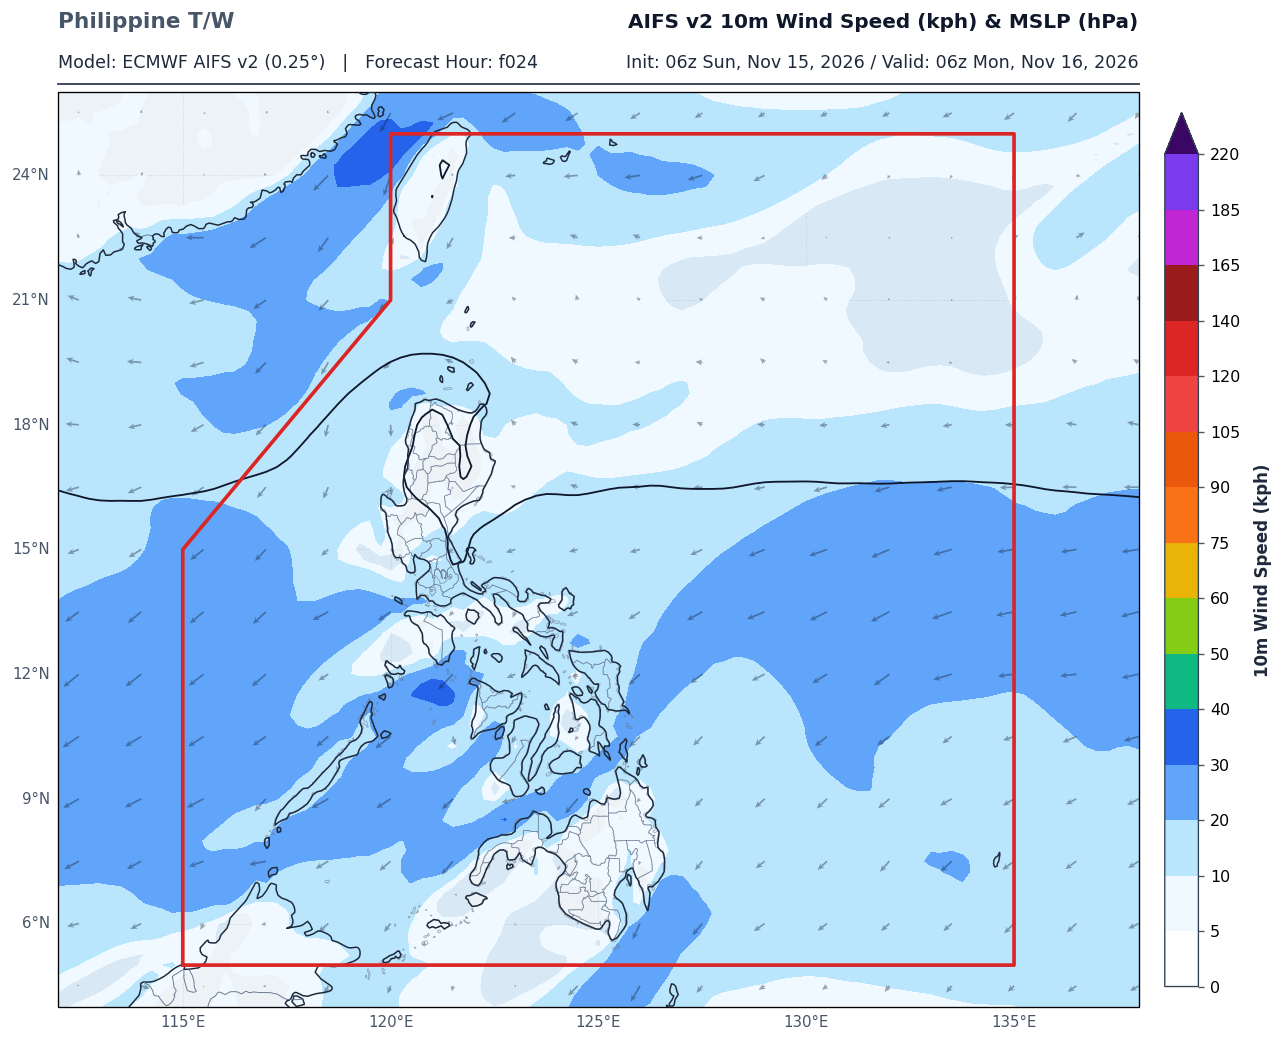 Philippine T/W
AIFS v2 10m Wind Speed (kph) & MSLP (hPa)
Model: ECMWF AIFS v2 (0.25°)   |   Forecast Hour: f024
Init: 06z Sun, Nov 15, 2026 / Valid: 06z Mon, Nov 16, 2026
24°N
21°N
18°N
15°N
12°N
9°N
6°N
115°E
120°E
125°E
130°E
135°E
220
185
165
140
120
105
90
75
60
50
40
30
20
10
5
0
10m Wind Speed (kph)